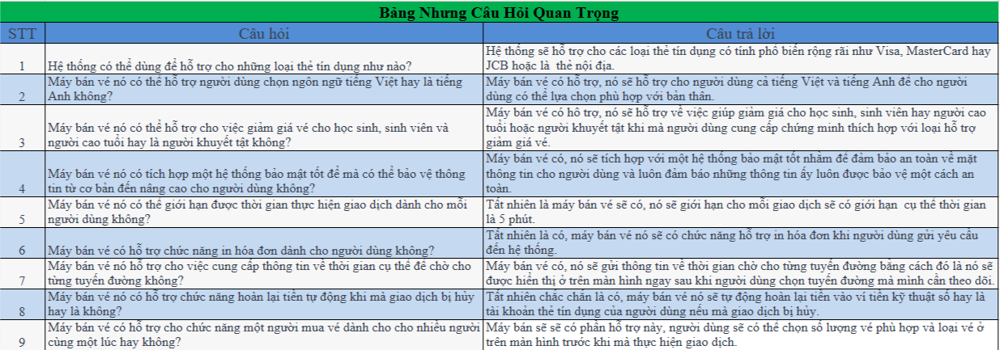 Bảng Nhưng Câu Hỏi Quan Trọng
STT Câu hỏi Câu trả lời
1 Hệ thống có thể dùng để hỗ trợ cho những loại thẻ tín dụng như nào?
Hệ thống sẽ hỗ trợ cho các loại thẻ tín dụng có tính phổ biến rộng rãi như Visa, MasterCard hay
JCB hoặc là thẻ nội địa.
2 Máy bán vé nó có thể hỗ trợ người dùng chọn ngôn ngữ tiếng Việt hay là tiếng
Anh không?
Máy bán vé có hỗ trợ, nó sẽ hỗ trợ cho người dùng cả tiếng Việt và tiếng Anh để cho người
dùng có thể lựa chọn phù hợp với bản thân.
3 Máy bán vé nó có thể hỗ trợ cho việc giảm giá vé cho học sinh, sinh viên và
người cao tuổi hay là người khuyết tật không?
Máy bán vé có hô trợ, nó sẽ hỗ trợ về việc giúp giảm giá cho học sinh, sinh viên hay người cao
tuổi hoặc người khuyết tật khi mà người dùng cung cấp chứng minh thích hợp với loại hỗ trợ
giảm giá vé.
4 Máy bán vé nó có tích hợp một hệ thống bảo mật tốt để mà có thể bảo vệ thông
tin từ cơ bản đến nâng cao cho người dùng không?
Máy bán vé có, nó sẽ tích hợp với một hệ thống bảo mật tốt nhằm để đảm bảo an toàn về mặt
thông tin cho người dùng và luôn đảm báo những thông tin ấy luôn được bảo vệ một cách an
toàn.
5 Máy bán vé nó có thể giới hạn được thời gian thực hiện giao dịch dành cho mỗi
người dùng không?
Tất nhiên là máy bán vé sẽ có, nó sẽ giới hạn cho mỗi giao dịch sẽ có giới hạn cụ thể thời gian
là 5 phút.
6 Máy bán vé có hỗ trợ chức năng in hóa đơn dành cho người dùng không?
Tất nhiên là có, máy bán vé nó sẽ có chức năng hỗ trợ in hóa đơn khi người dùng gửi yêu cầu
đến hệ thống.
7 Máy bán vé nó hỗ trợ cho việc cung cấp thông tin về thời gian cụ thể để chờ cho
từng tuyến đường không?
Máy bán vé có, nó sẽ gửi thông tin về thời gian chờ cho từng tuyến đường bằng cách đó là nó sẽ
được hiển thị ở trên màn hình ngay sau khi người dùng chọn tuyến đường mà mình cần theo dõi.
8 Máy bán vé nó có hỗ trợ chức năng hoàn lại tiền tự động khi mà giao dịch bị hủy
hay là không?
Tất nhiên chắc chắn là có, máy bán vé nó sẽ tự động hoàn lại tiền vào ví tiền kỹ thuật số hay là
tài khoản thẻ tín dụng của người dùng nếu mà giao dịch bị hủy.
9 Máy bán vé có hỗ trợ cho chức năng một người mua vé dành cho cho nhiều người
cùng một lúc hay không?
Máy bán sẽ sẽ có phần hỗ trợ này, người dùng sẽ có thể chọn số lượng vé phù hợp và loại vé ở
trên màn hình trước khi mà thực hiện giao dịch.